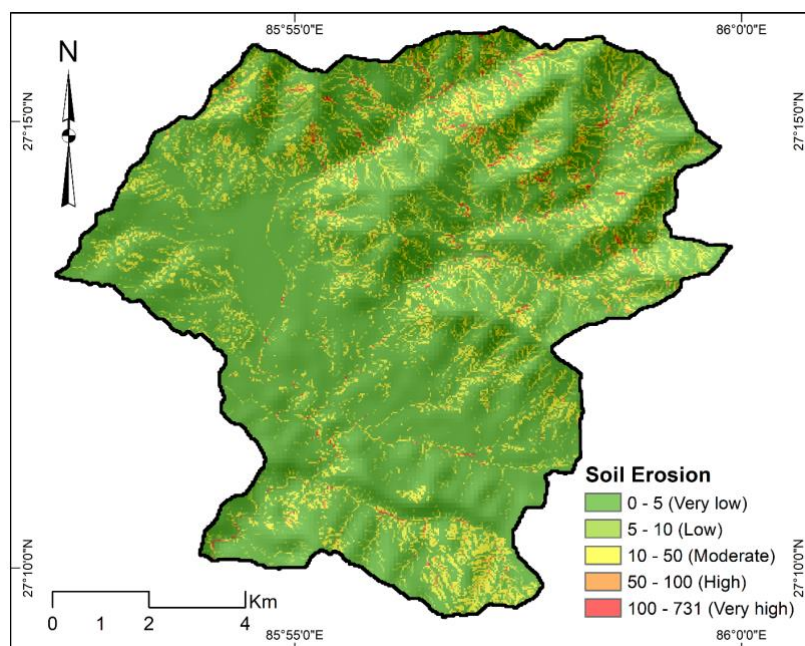 85°55'0"E
86°0'0"E
N
27°15'0"N
27°15'0"N
Soil Erosion
0 - 5 (Very low)
5 - 10 (Low)
10 - 50 (Moderate)
50 - 100 (High)
100 - 731 (Very high)
27°10'0"N
27°10'0"N
Km
0 2 4
85°55'0"E
86°0'0"E